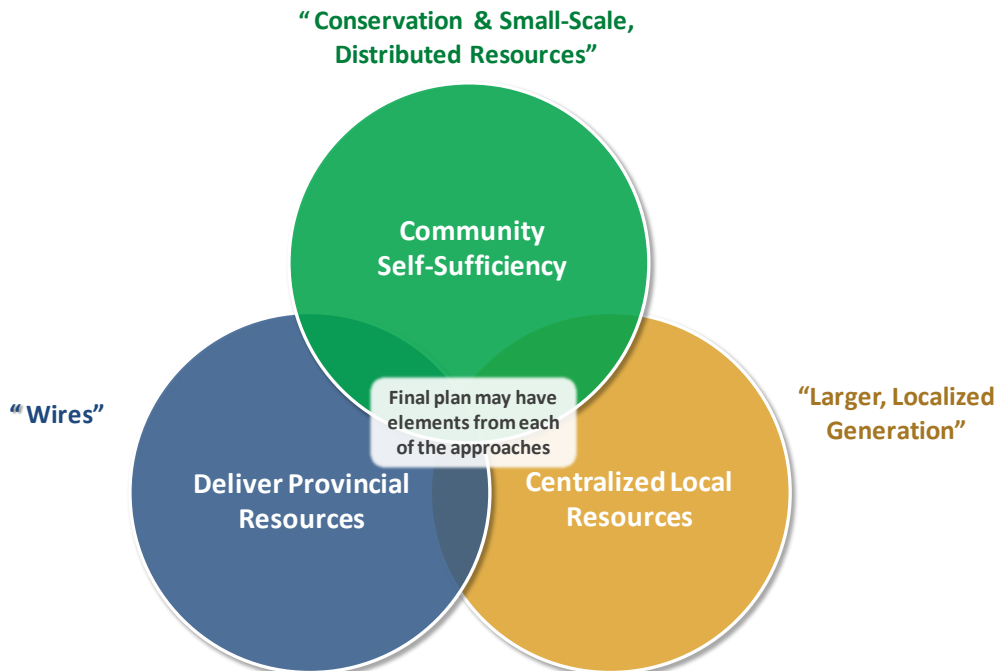 “ Conservation & Small-Scale,
Distributed Resources”
Community
Self-Sufficiency
“ Wires”
Final plan may have
elements from each
of the approaches
“Larger, Localized
Generation”
Deliver Provincial
Resources
Centralized Local
Resources